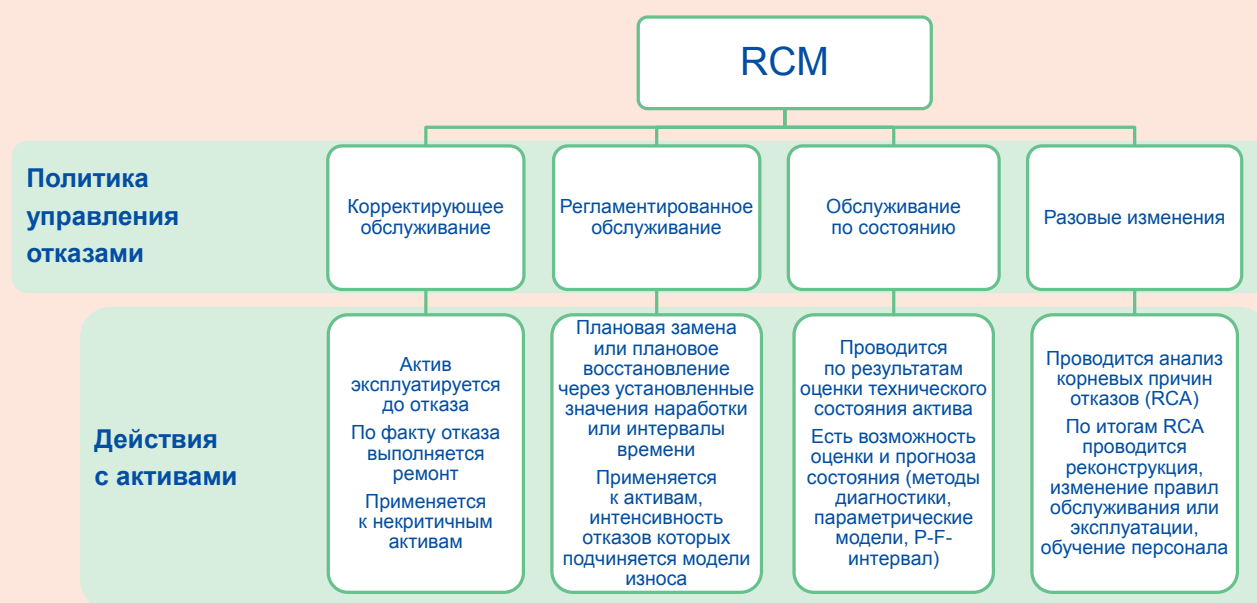 RCM
Политика
управления
отказами
Корректирующее
обслуживание
Регламентированное
обслуживание
Обслуживание
по состоянию
Разовые изменения
Действия
с активами
Актив
эксплуатируется
до отказа
По факту отказа
выполняется
ремонт
Применяется
к некритичным
активам
Плановая замена
или плановое
восстановление
через установленные
значения наработки
или интервалы
времени
Применяется
к активам,
интенсивность
отказов которых
подчиняется модели
износа
Проводится
по результатам
оценки технического
состояния актива
Есть возможность
оценки и прогноза
состояния (методы
диагностики,
параметрические
модели, P-F-
интервал)
Проводится анализ
корневых причин
отказов (RCA)
По итогам RCA
проводится
реконструкция,
изменение правил
обслуживания или
эксплуатации,
обучение персонала